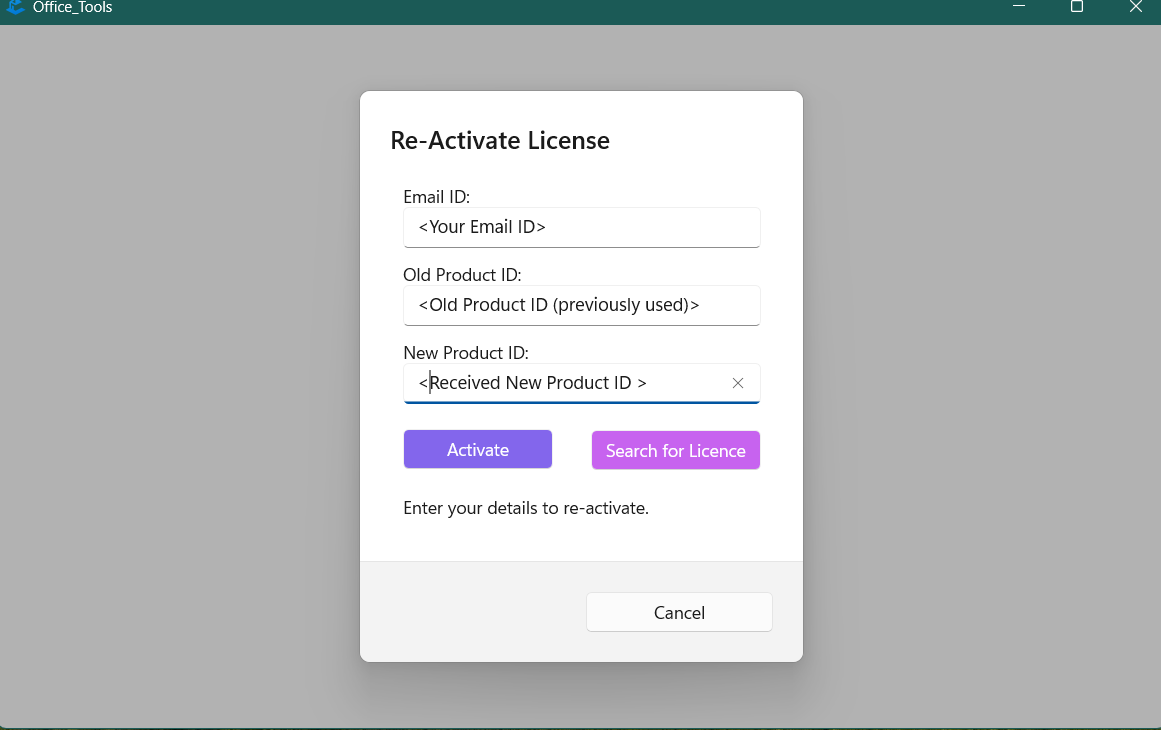 Office_Tools
Re-Activate License
Email ID:
<Your Email ID>
Old Product ID:
<Old Product ID (previously used)>
New Product ID:
<Received New Product ID >
Activate
Search for Licence
Enter your details to re-activate.
Cancel